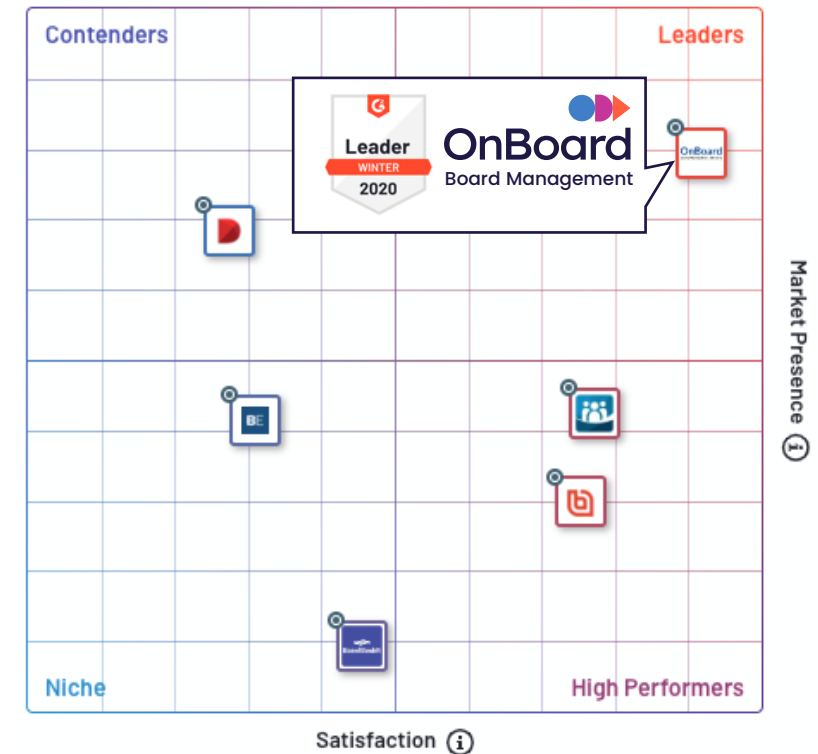 Contenders
Leaders
Leader
WINTER
2020
OnBoard
Board Management
OnBoard
BE
Market Presence
Niche
High Performers
Satisfaction